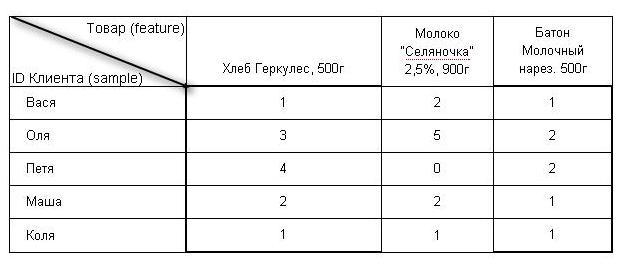 Товар (feature)
ID Клиента (sample)
Хлеб Геркулес, 500г
Молоко
"Селяночка"
2,5%, 900г
Батон
Молочный
нарез. 500г
Вася 1 2 1
Оля 3 5 2
Петя 4 0 2
Маша 2 2 1
Коля 1 1 1